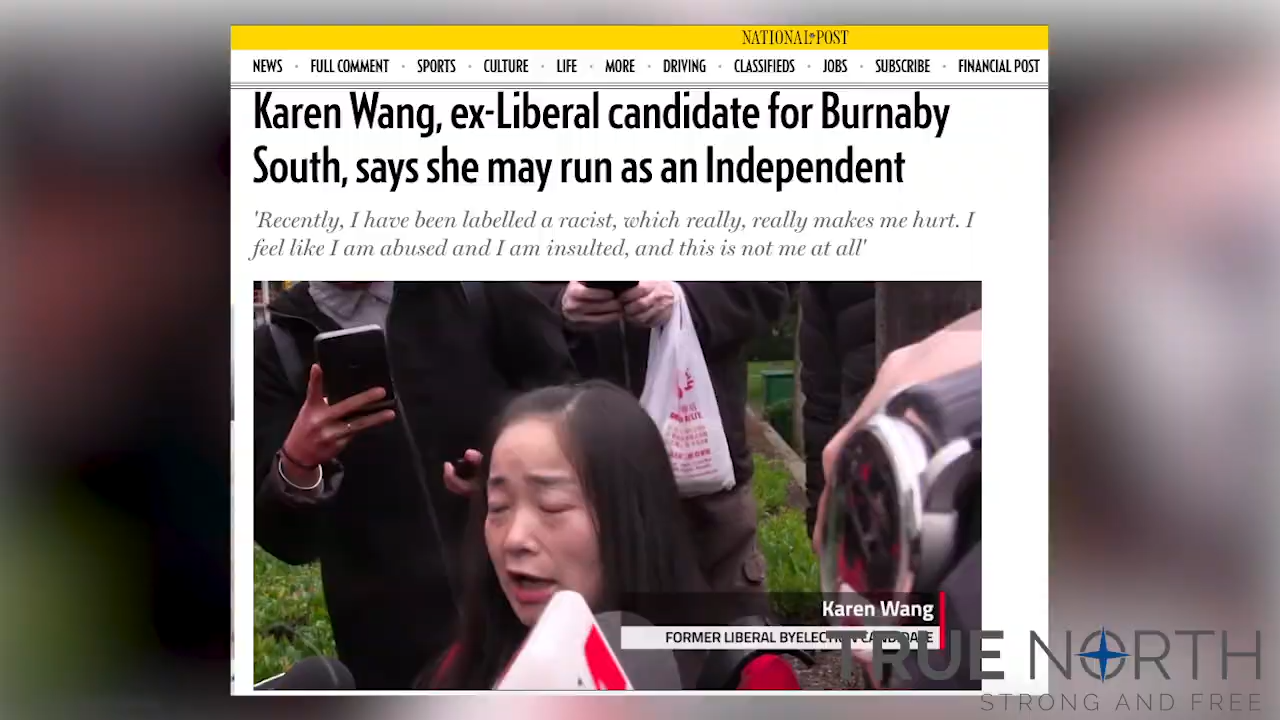 NATIONAL POST
NEWS • FULL COMMENT • SPORTS • CULTURE • LIFE • MORE • DRIVING • CLASSIFIEDS • JOBS • SUBSCRIBE • FINANCIAL POST
Karen Wang, ex-Liberal candidate for Burnaby
South, says she may run as an Independent
'Recently, I have been labelled a racist, which really, really makes me hurt. I
feel like I am abused and I am insulted, and this is not me at all'
Karen Wang
FORMER LIBERAL BYELECTION CANDIDATE
TRUE NORTH
STRONG AND FREE